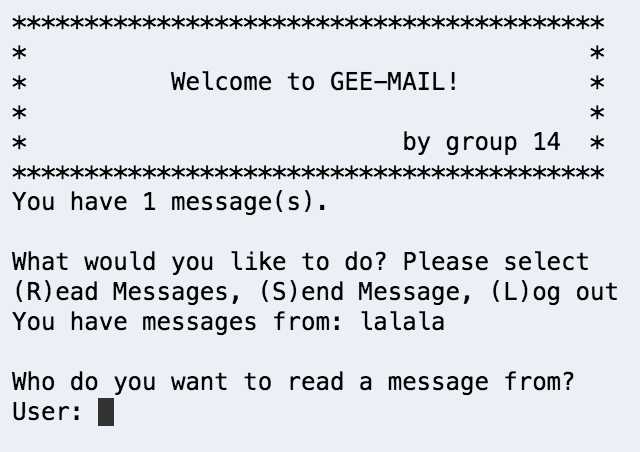 *****************************************
* *
* Welcome to GEE-MAIL! *
* *
* by group 14 *
*****************************************
You have 1 message(s).
What would you like to do? Please select
(R)ead Messages, (S)end Message, (L)og out
You have messages from: lalala
Who do you want to read a message from?
User: